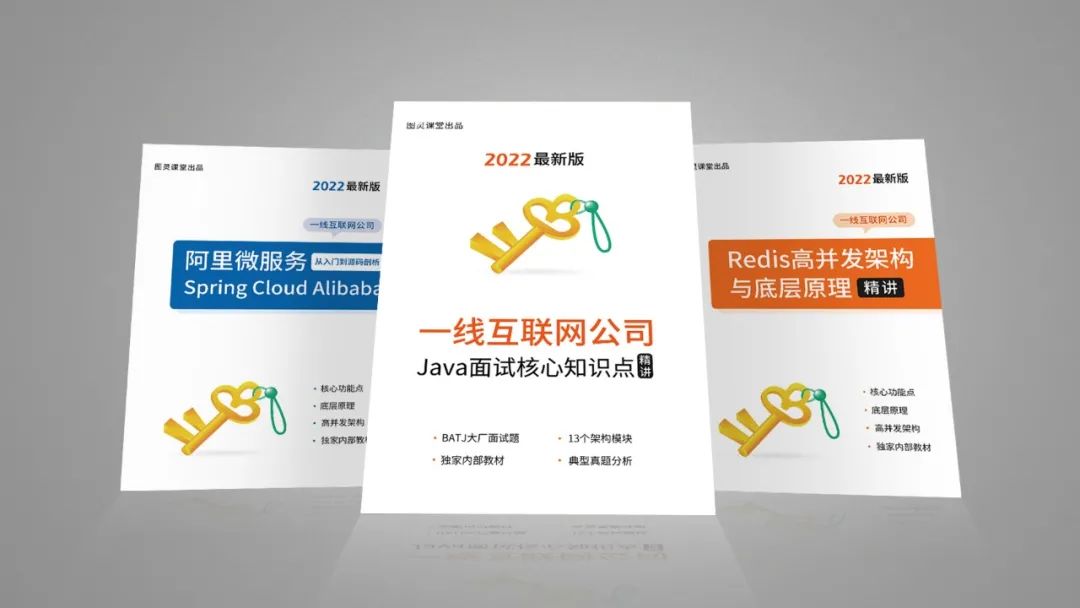 图灵课堂出品
2022最新版
一线互联网公司
阿里微服务 从入门到源码剖析
Spring Cloud Alibaba
• 核心功能点
• 底层原理
• 高并发架构
• 独家内部教材
图灵课堂出品
2022最新版
一线互联网公司
Java面试核心知识点 精讲
• BATJ大厂面试题
• 13个架构模块
• 独家内部教材
• 典型真题分析
灵课堂出品
2022最新版
一线互联网公司
Redis高并发架构
与底层原理 精讲
• 核心功能点
• 底层原理
• 高并发架构
• 独家内部教材